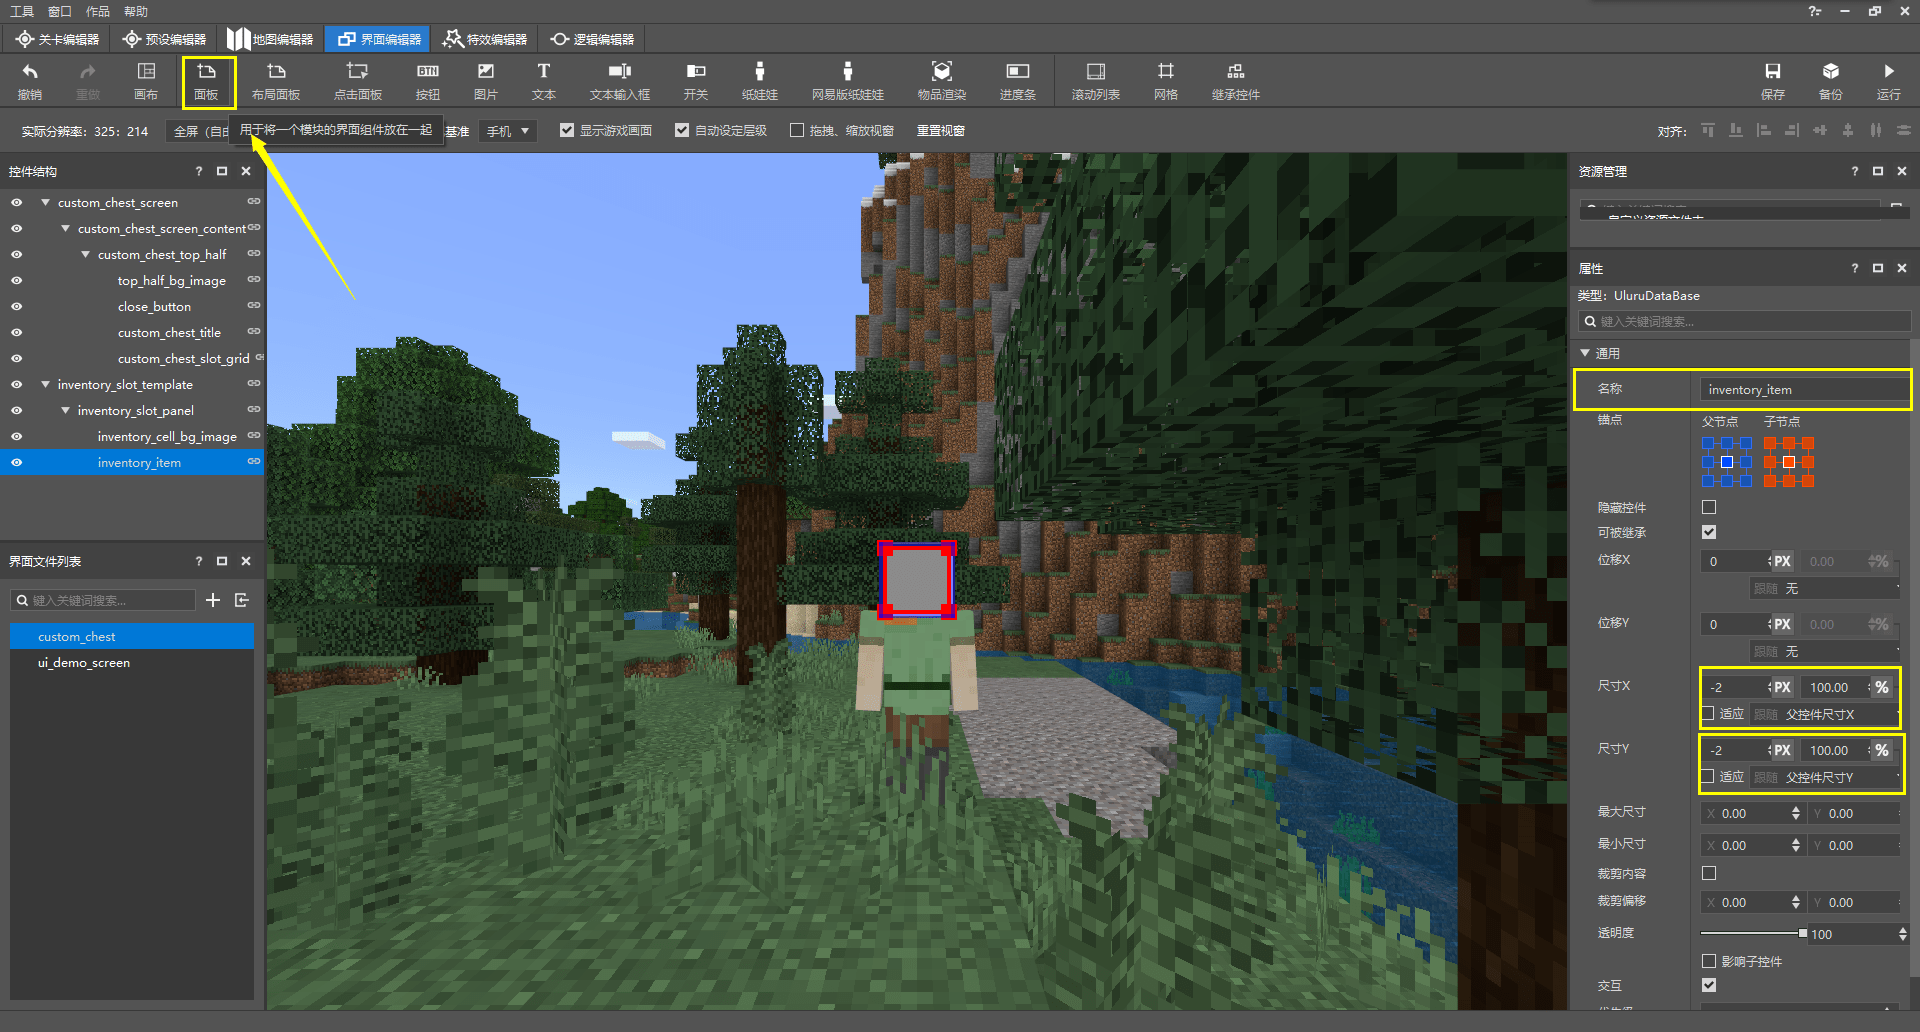 工具 窗口 作品 帮助
关卡编辑器 预设编辑器 地图编辑器 界面编辑器 特效编辑器 逻辑编辑器
撤销 重做 画布 面板 布局面板 点击面板 BTN 按钮 图片 T 文本 文本输入框 开关 纸娃娃 网易版纸娃娃 物品渲染 进度条 滚动列表 网格 继承控件 保存 备份 运行
实际分辨率: 325: 214 全屏 (自由 用于将一个模块的界面组件放在一起 基准 手机 显示游戏画面 自动设定层级 拖拽、缩放视窗 重置视窗 对齐:
控件结构
custom_chest_screen
custom_chest_screen_content
custom_chest_top_half
top_half_bg_image
close_button
custom_chest_title
custom_chest_slot_grid
inventory_slot_template
inventory_slot_panel
inventory_cell_bg_image
inventory_item
界面文件列表
键入关键词搜索...
custom_chest
ui_demo_screen
资源管理
属性
类型: UluruDataBase
键入关键词搜索...
通用
名称 inventory_item
锚点 父节点 子节点
隐藏控件
可被继承
位移X 0 PX 0.00 %
跟随 无
位移Y 0 PX 0.00 %
跟随 无
尺寸X -2 PX 100.00 %
适应 跟随 父控件尺寸X
尺寸Y -2 PX 100.00 %
适应 跟随 父控件尺寸Y
最大尺寸 X 0.00 Y 0.00
最小尺寸 X 0.00 Y 0.00
裁剪内容
裁剪偏移 X 0.00 Y 0.00
透明度 100
影响子控件
交互